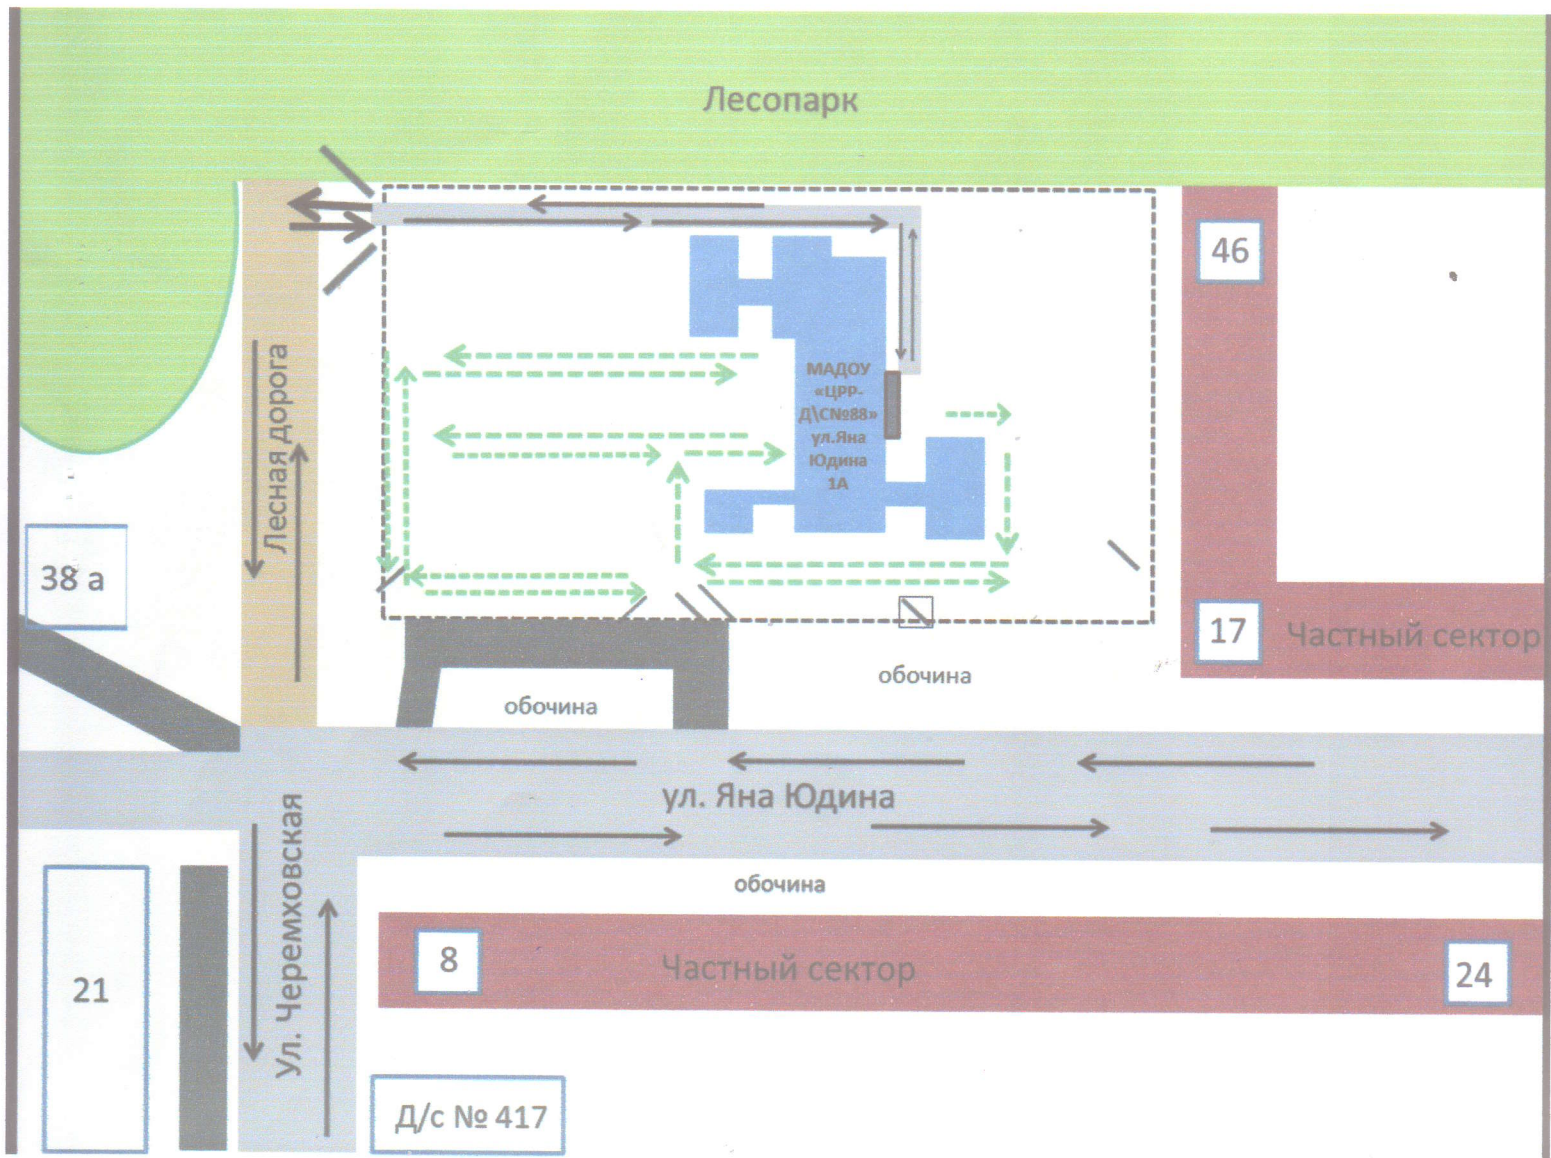 Лесопарк
46
МАДОУ
«ЦРР-
Д\С№88»
ул.Яна
Юдина
1А
Лесная дорога
38 а
17
Частный сектор
обочина
обочина
ул. Яна Юдина
Ул. Черемховская
обочина
21
8
Частный сектор
24
Д/с № 417